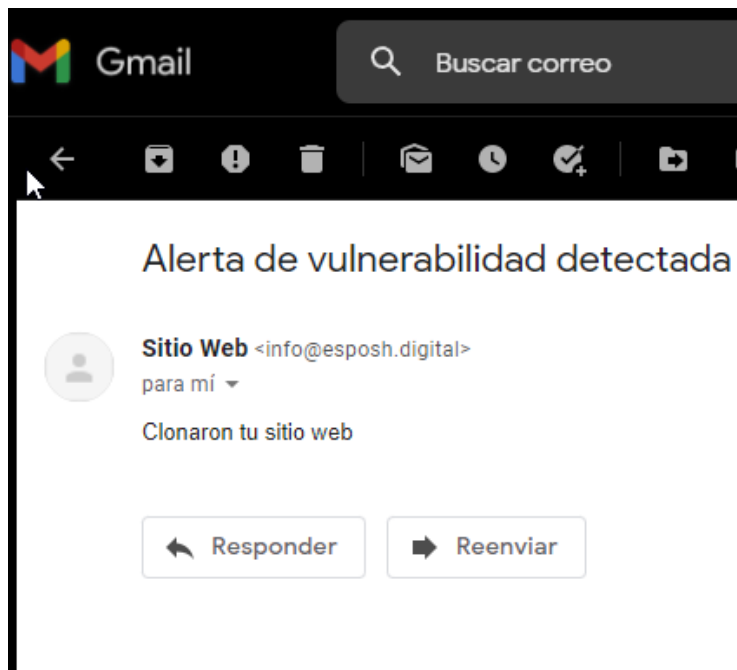 Gmail
Buscar correo
Alerta de vulnerabilidad detectada
Sitio Web <info@esposh.digital>
para mí
Clonaron tu sitio web
Responder Reenviar